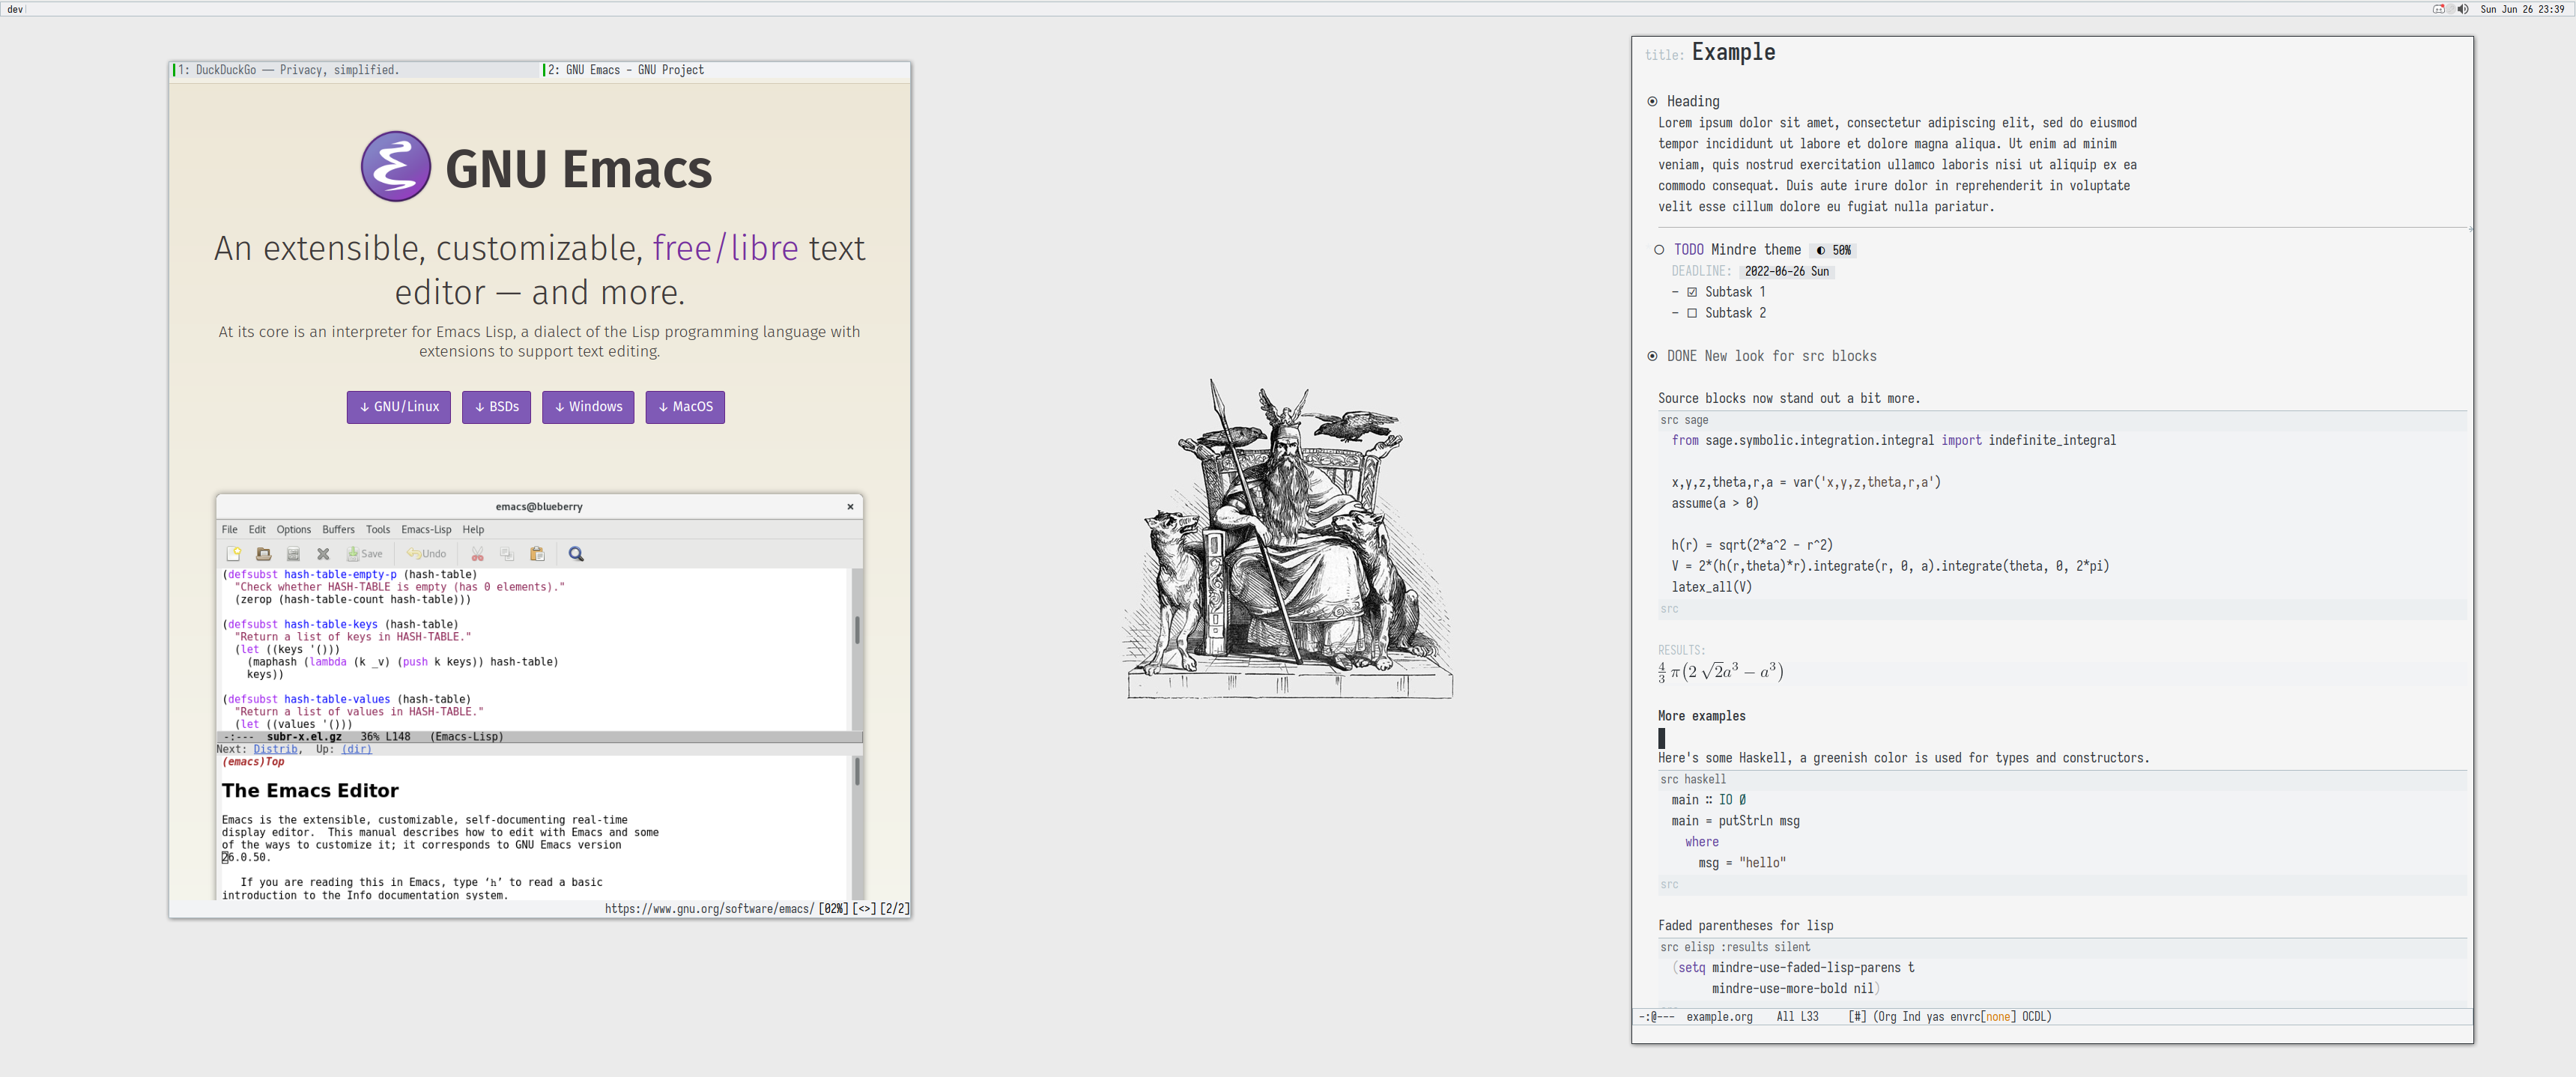 dev
Sun Jun 26 23:39
1: DuckDuckGo — Privacy, simplified.
2: GNU Emacs - GNU Project
GNU Emacs
An extensible, customizable, free/libre text
editor — and more.
At its core is an interpreter for Emacs Lisp, a dialect of the Lisp programming language with
extensions to support text editing.
↓ GNU/Linux
↓ BSDs
↓ Windows
↓ MacOS
emacs@blueberry
File Edit Options Buffers Tools Emacs-Lisp Help
Save Undo
(defsubst hash-table-empty-p (hash-table)
"Check whether HASH-TABLE is empty (has 0 elements)."
(zerop (hash-table-count hash-table)))
(defsubst hash-table-keys (hash-table)
"Return a list of keys in HASH-TABLE."
(let ((keys '()))
(maphash (lambda (k _v) (push k keys)) hash-table)
keys))
(defsubst hash-table-values (hash-table)
"Return a list of values in HASH-TABLE."
(let ((values '()))
-:--- subr-x.el.gz 36% L148 (Emacs-Lisp)
Next: Distrib, Up: (dir)
(emacs)Top
The Emacs Editor
Emacs is the extensible, customizable, self-documenting real-time
display editor. This manual describes how to edit with Emacs and some
of the ways to customize it; it corresponds to GNU Emacs version
26.0.50.
If you are reading this in Emacs, type ‘h’ to read a basic
introduction to the Info documentation system.
https://www.gnu.org/software/emacs/ [02%] [<>] [2/2]
title: Example
Heading
Lorem ipsum dolor sit amet, consectetur adipiscing elit, sed do eiusmod
tempor incididunt ut labore et dolore magna aliqua. Ut enim ad minim
veniam, quis nostrud exercitation ullamco laboris nisi ut aliquip ex ea
commodo consequat. Duis aute irure dolor in reprehenderit in voluptate
velit esse cillum dolore eu fugiat nulla pariatur.
TODO Mindre theme ◐ 50%
DEADLINE: 2022-06-26 Sun
- ☑ Subtask 1
- ☐ Subtask 2
DONE New look for src blocks
Source blocks now stand out a bit more.
src sage
from sage.symbolic.integration.integral import indefinite_integral
x,y,z,theta,r,a = var('x,y,z,theta,r,a')
assume(a > 0)
h(r) = sqrt(2*a^2 - r^2)
V = 2*(h(r,theta)*r).integrate(r, 0, a).integrate(theta, 0, 2*pi)
latex_all(V)
src
RESULTS:
4/3 π(2 √2a³ − a³)
More examples
Here's some Haskell, a greenish color is used for types and constructors.
src haskell
main ∷ IO Ø
main = putStrLn msg
where
msg = "hello"
src
Faded parentheses for lisp
src elisp :results silent
(setq mindre-use-faded-lisp-parens t
mindre-use-more-bold nil)
-:@--- example.org All L33 [#] (Org Ind yas envrc[none] OCDL)